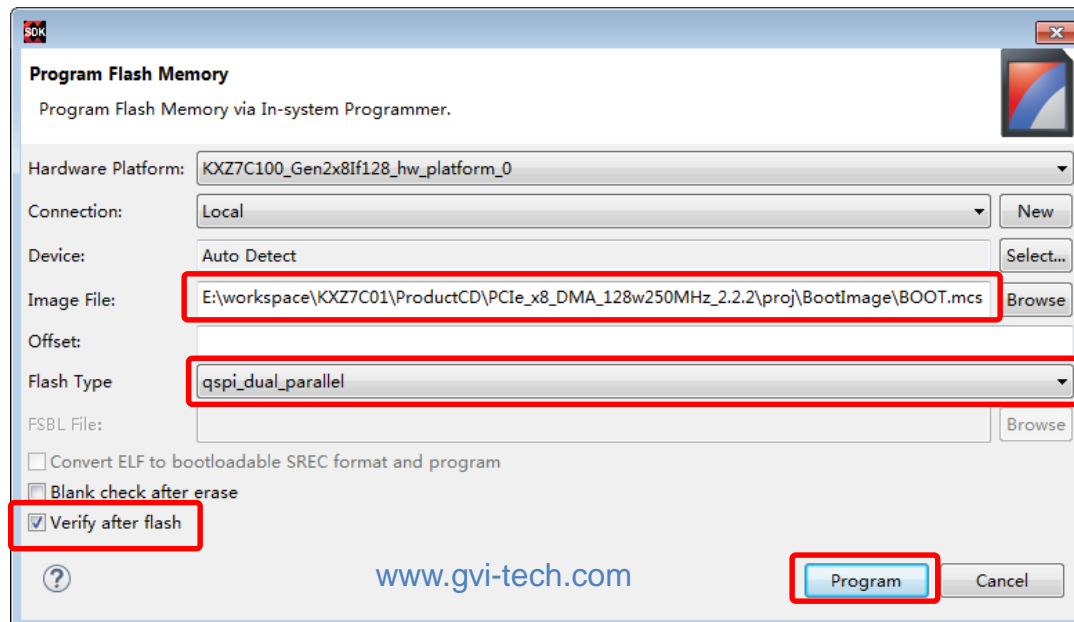 SDK
Program Flash Memory
Program Flash Memory via In-system Programmer.
Hardware Platform: KXZ7C100_Gen2x8If128_hw_platform_0
Connection: Local New
Device: Auto Detect Select...
Image File: E:\workspace\KXZ7C01\ProductCD\PCIe_x8_DMA_128w250MHz_2.2.2\proj\BootImage\BOOT.mcs Browse
Offset:
Flash Type qspi_dual_parallel
FSBL File: Browse
Convert ELF to bootloadable SREC format and program
Blank check after erase
Verify after flash
? www.gvi-tech.com Program Cancel